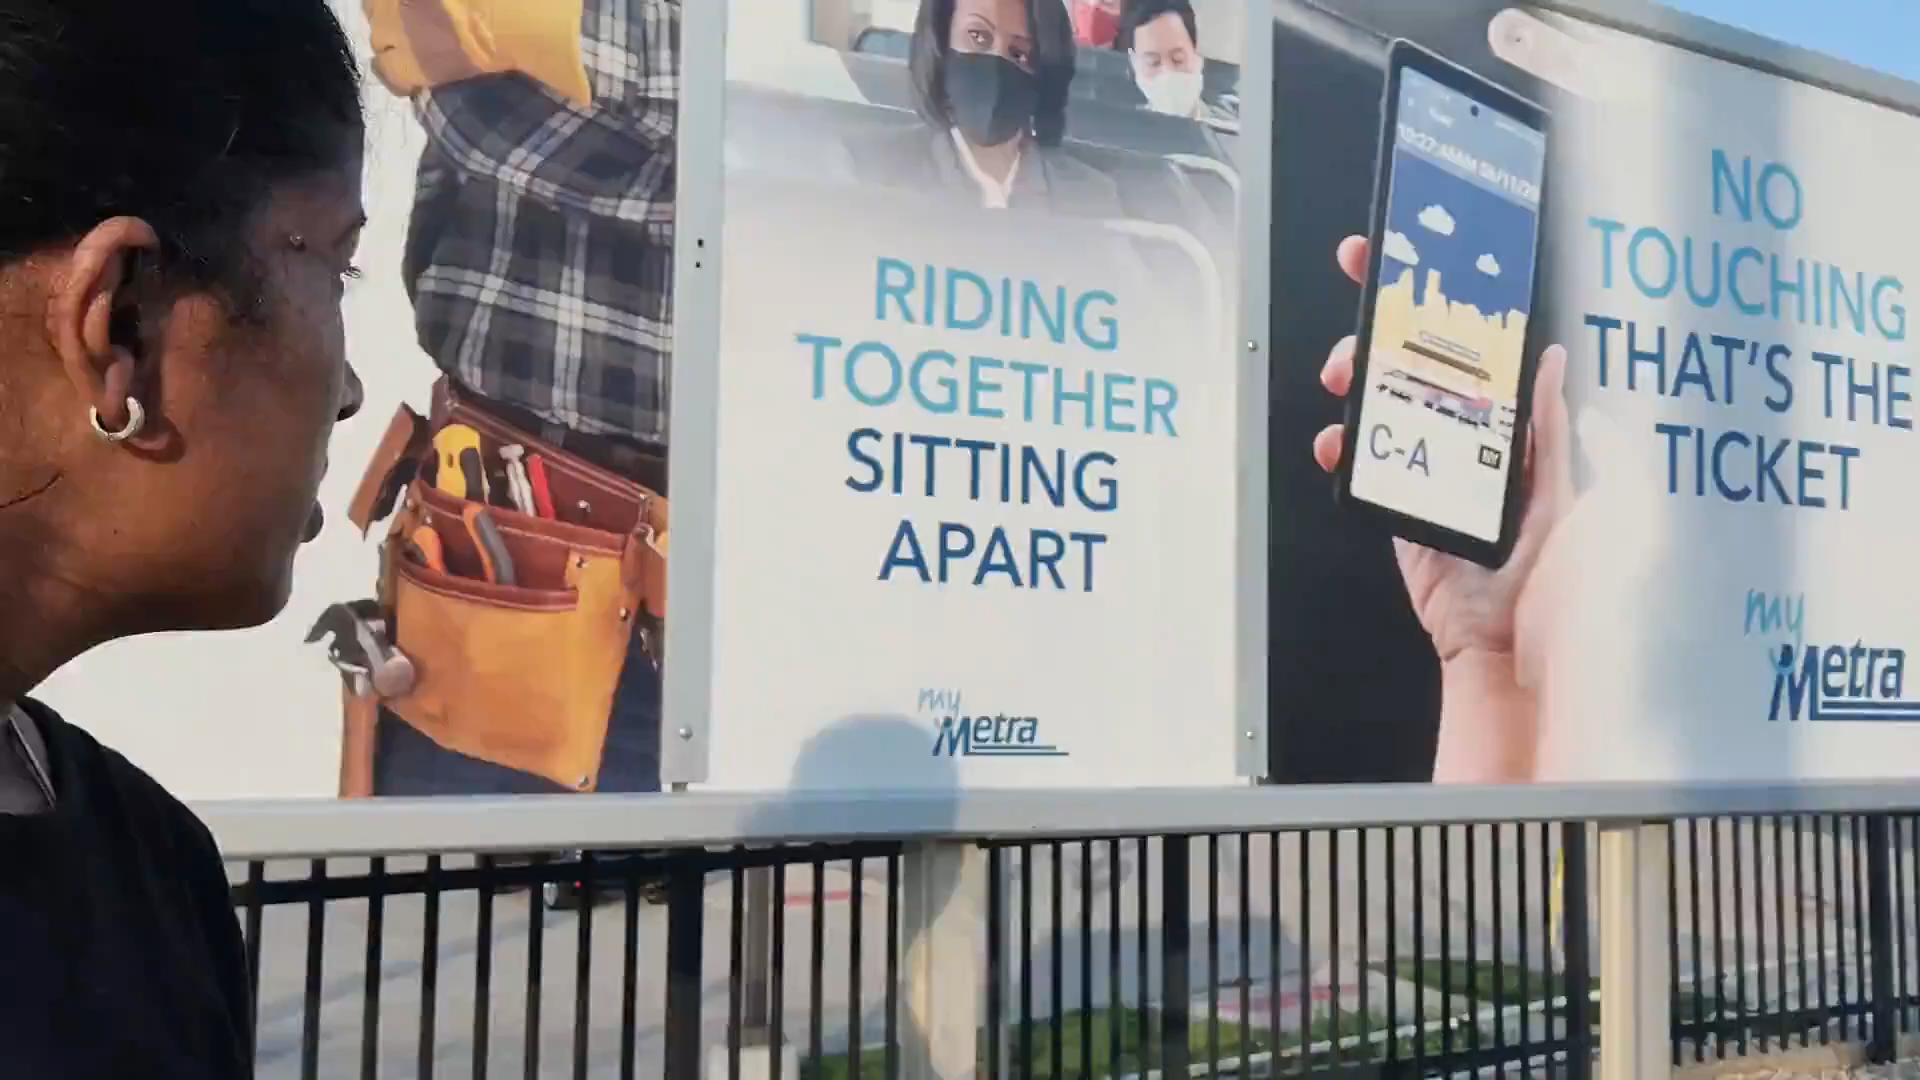 RIDING
TOGETHER
SITTING
APART
my
Metra
C-A
NO
TOUCHING
THAT'S THE
TICKET
my
Metra